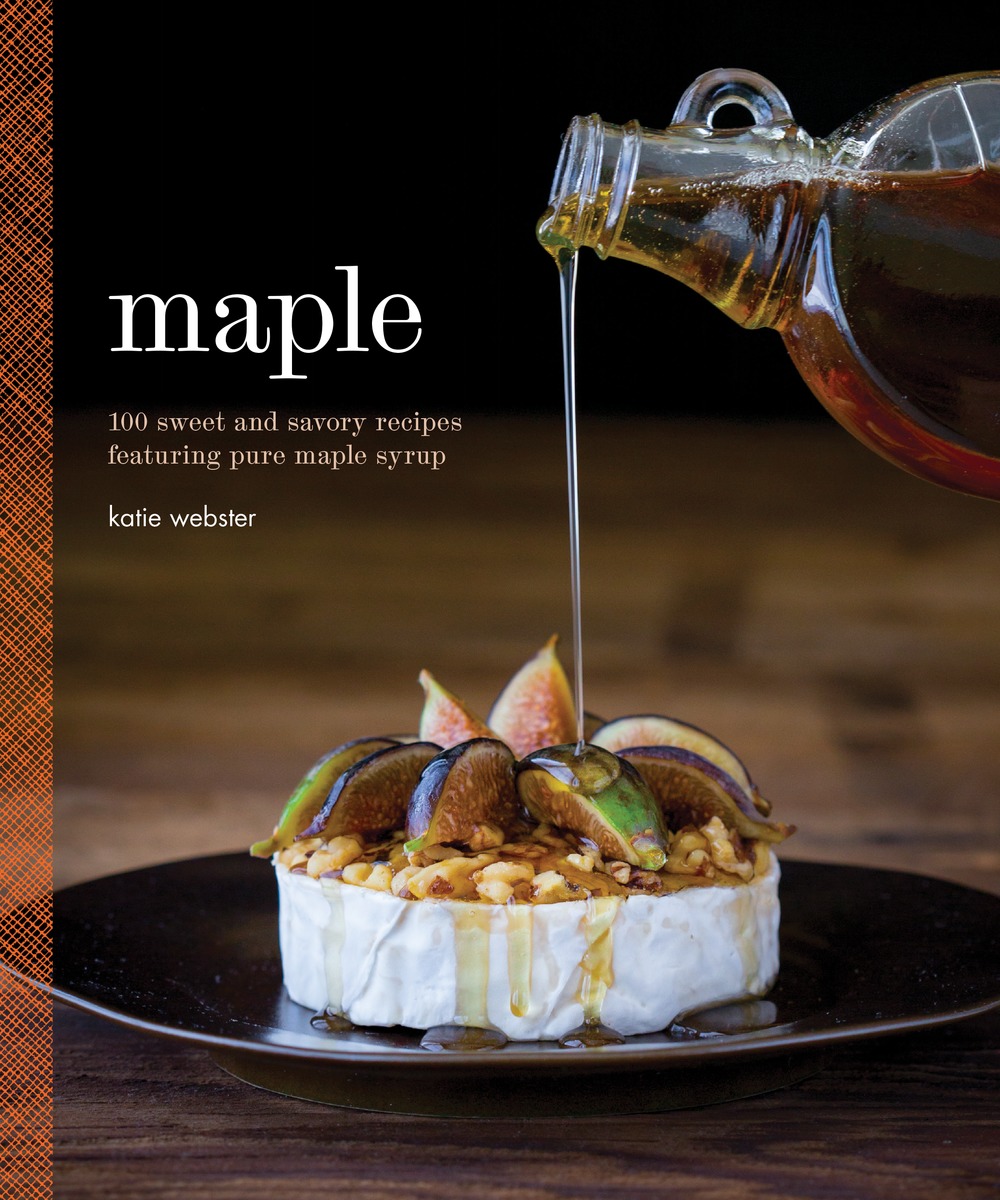 maple
100 sweet and savory recipes
featuring pure maple syrup
katie webster